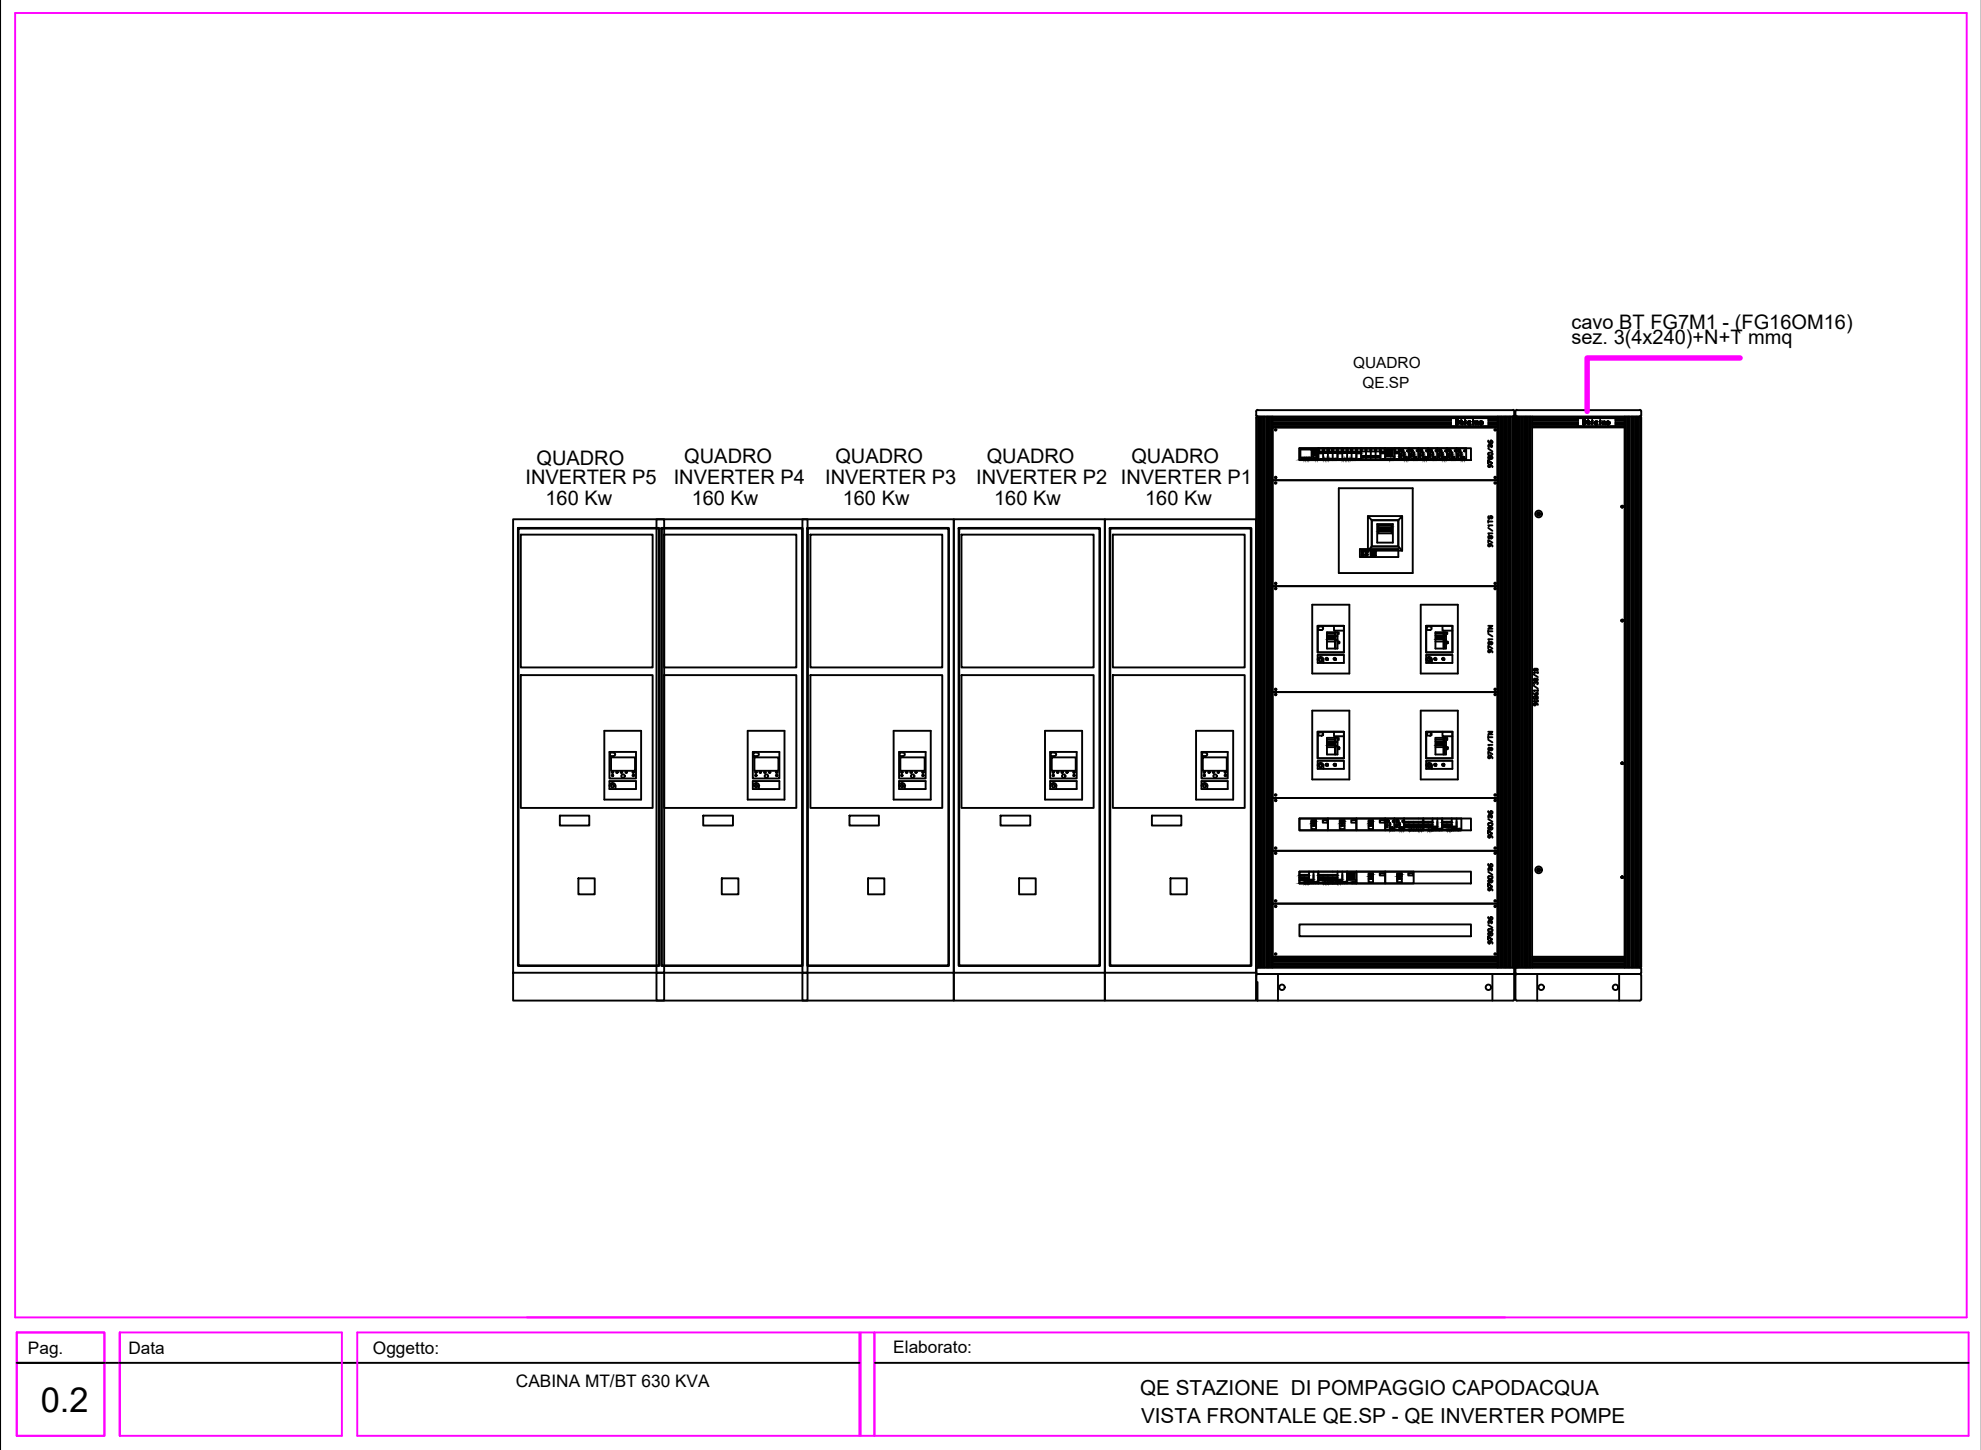 cavo BT FG7M1 - (FG16OM16)
sez. 3(4x240)+N+T mmq
QUADRO
QE.SP
QUADRO
INVERTER P5
160 Kw
QUADRO
INVERTER P4
160 Kw
QUADRO
INVERTER P3
160 Kw
QUADRO
INVERTER P2
160 Kw
QUADRO
INVERTER P1
160 Kw
Pag.
0.2
Data
Oggetto:
CABINA MT/BT 630 KVA
Elaborato:
QE STAZIONE DI POMPAGGIO CAPODACQUA
VISTA FRONTALE QE.SP - QE INVERTER POMPE